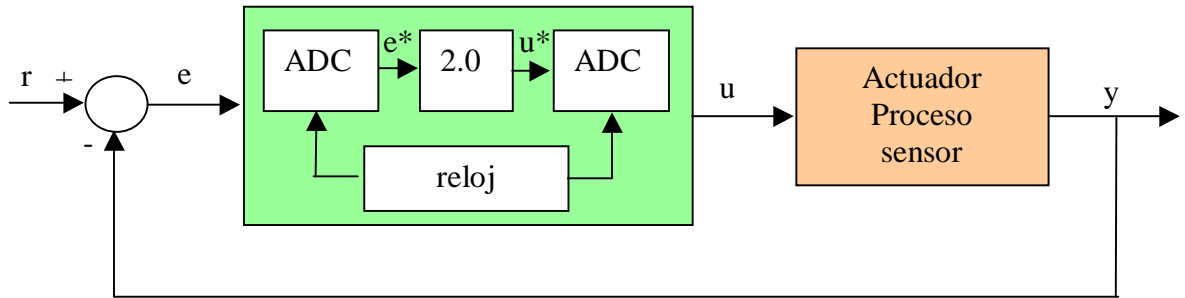 r
+
-
e
ADC
e*
2.0
u*
ADC
reloj
u
Actuador
Proceso
sensor
y